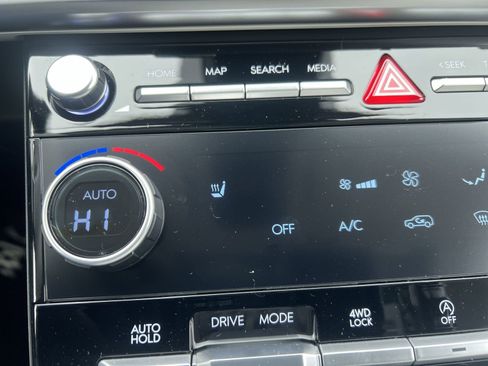 HOME MAP SEARCH MEDIA < SEEK
AUTO
HI
OFF A/C
AUTO HOLD
DRIVE MODE
4WD LOCK
A OFF